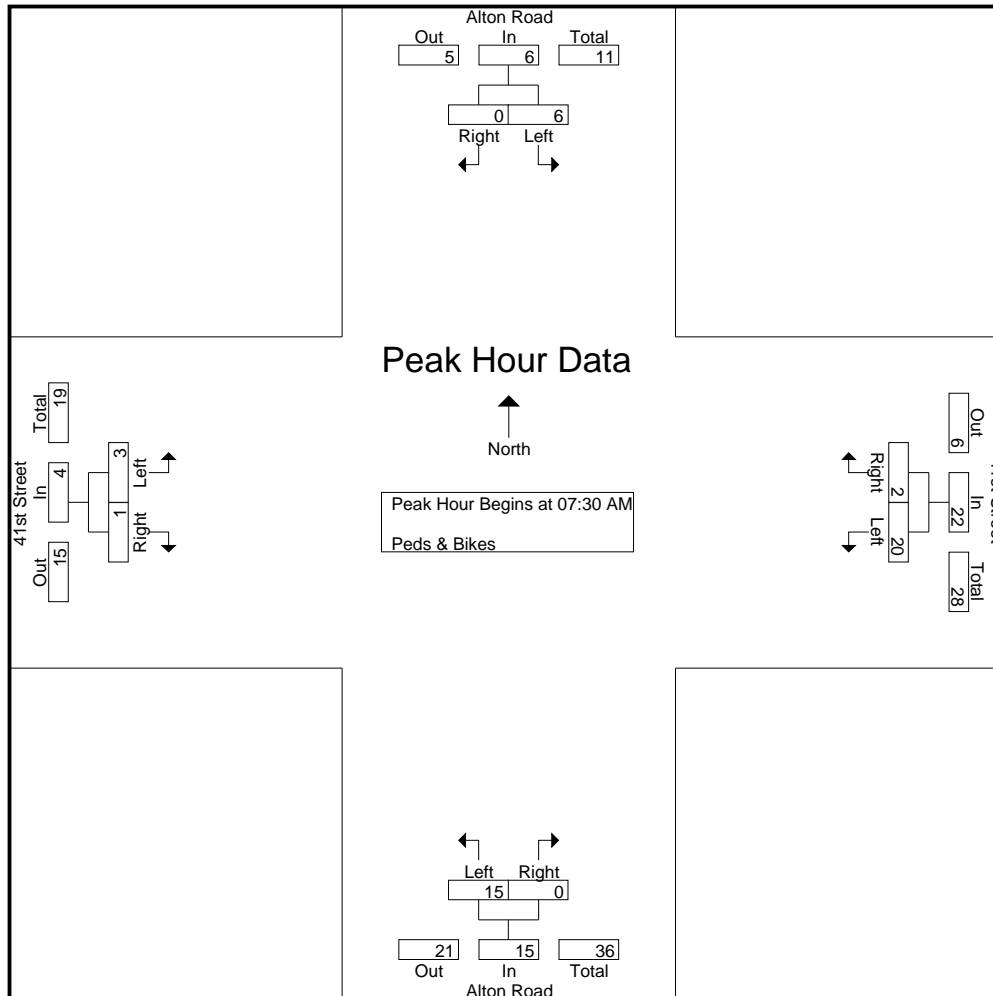 Alton Road
Out In Total
5 6 11
0 6
Right Left
Peak Hour Data
North
Peak Hour Begins at 07:30 AM
Peds & Bikes
41st Street
Total In Out
19 4 15
3 1
Left Right
Right Left
2 20
Out In Total
6 22 28
Left Right
15 0
21 15 36
Out In Total
Alton Road